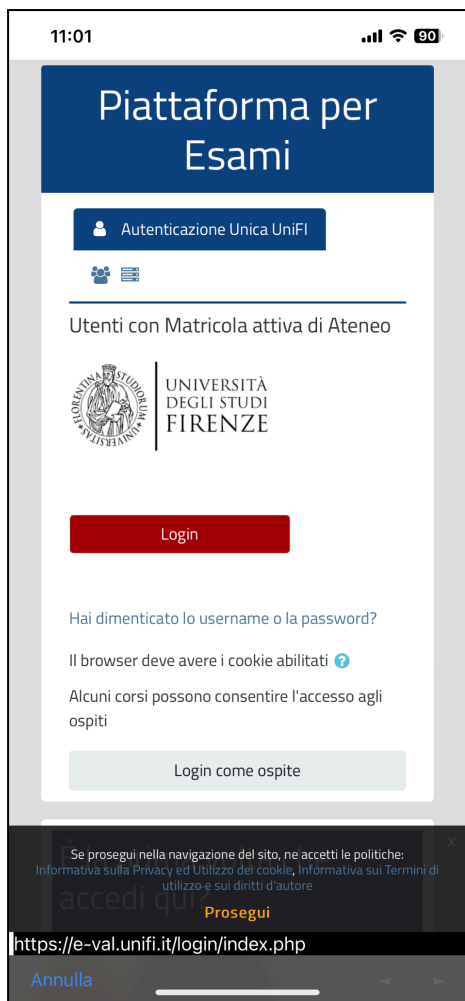 11:01
90
Piattaforma per
Esami
Autenticazione Unica UniFI
Utenti con Matricola attiva di Ateneo
UNIVERSITÀ
DEGLI STUDI
FIRENZE
Login
Hai dimenticato lo username o la password?
Il browser deve avere i cookie abilitati
Alcuni corsi possono consentire l'accesso agli
ospiti
Login come ospite
X
Se prosegui nella navigazione del sito, ne accetti le politiche:
Informativa sulla Privacy ed Utilizzo dei cookie, Informativa sui Termini di
utilizzo e sui diritti d'autore
accedi qui?
Prosegui
https://e-val.unifi.it/login/index.php
Annulla